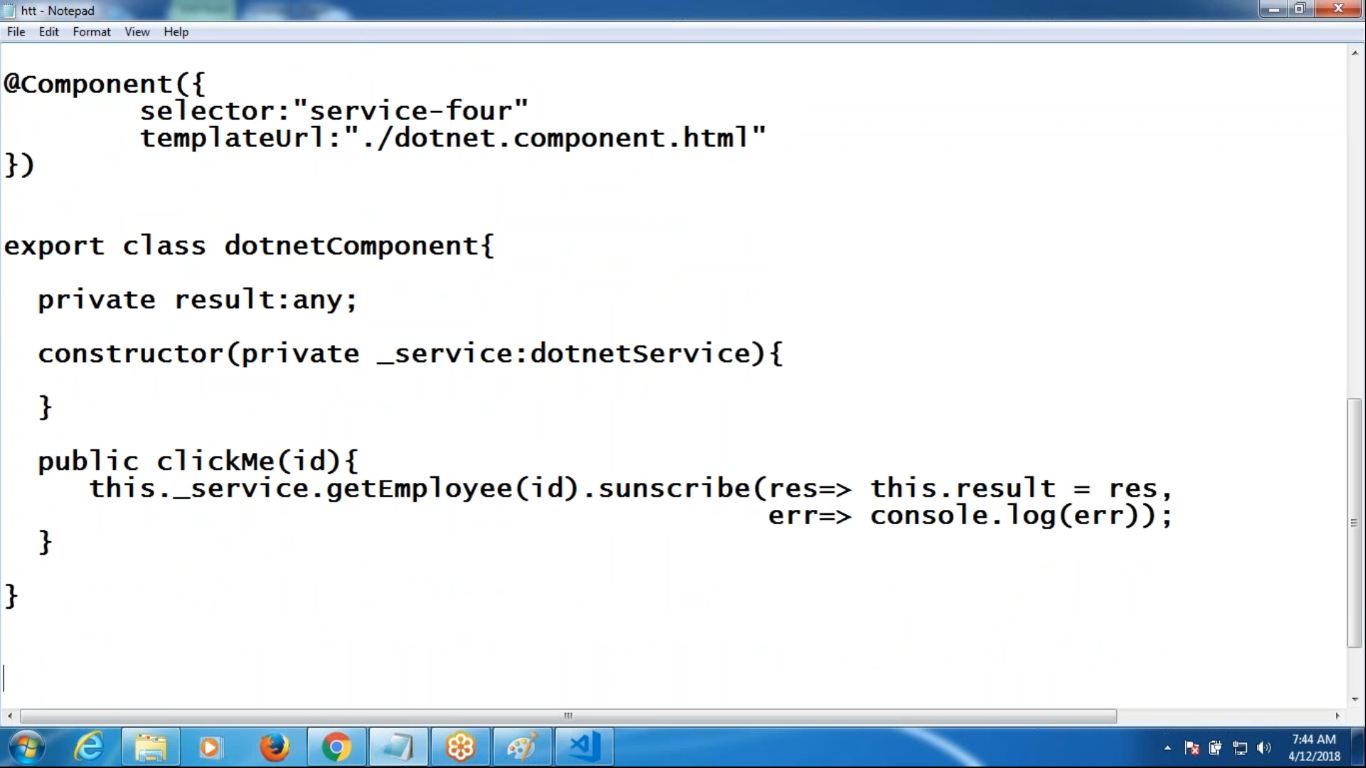 htt - Notepad
File Edit Format View Help
@Component({
selector:"service-four"
templateUrl:"./dotnet.component.html"
})
export class dotnetComponent{
private result:any;
constructor(private _service:dotnetService){
}
public clickMe(id){
this._service.getEmployee(id).sunscribe(res=> this.result = res,
err=> console.log(err));
}
}
7:44 AM
4/12/2018